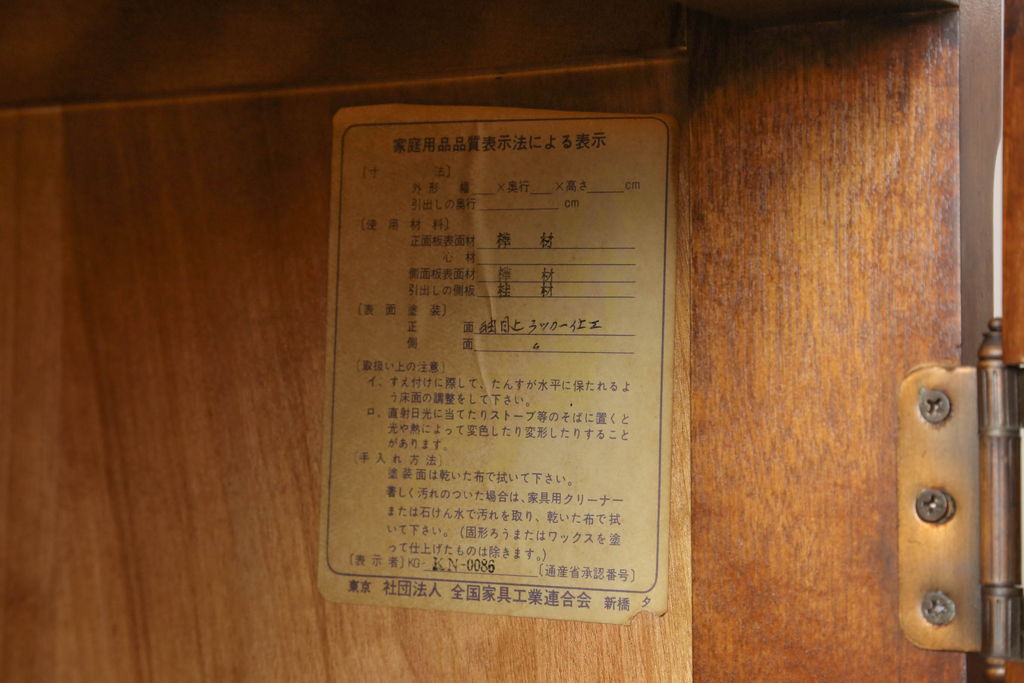 家庭用品品質表示法による表示
〔寸 法〕
外形 幅 ×奥行 ×高さ cm
引出しの奥行 cm
〔使用材料〕
正面板表面材 樺 材
心材
側面板表面材 樺 材
引出しの側板 桂 材
〔表面塗装〕
正 面 目止ラッカー仕上
側 面 〃
〔取扱い上の注意〕
イ、すえ付けに際して、たんすが水平に保たれるよ
う床面の調整をして下さい。
ロ、直射日光に当てたりストーブ等のそばに置くと
光や熱によって変色したり変形したりすること
があります。
〔手入れ方法〕
塗装面は乾いた布で拭いて下さい。
著しく汚れのついた場合は、家具用クリーナー
または石けん水で汚れを取り、乾いた布で拭
いて下さい。(固形ろうまたはワックスを塗
って仕上げたものは除きます。)
〔表示者〕KG- KN-0086 〔通産省承認番号〕
東京 社団法人 全国家具工業連合会 新橋 タ